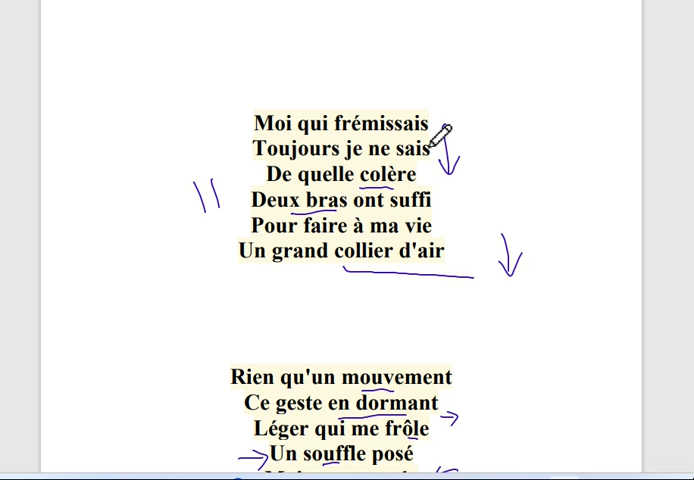 Moi qui frémissais
Toujours je ne sais
De quelle colère
Deux bras ont suffi
Pour faire à ma vie
Un grand collier d'air
Rien qu'un mouvement
Ce geste en dormant
Léger qui me frôle
Un souffle posé